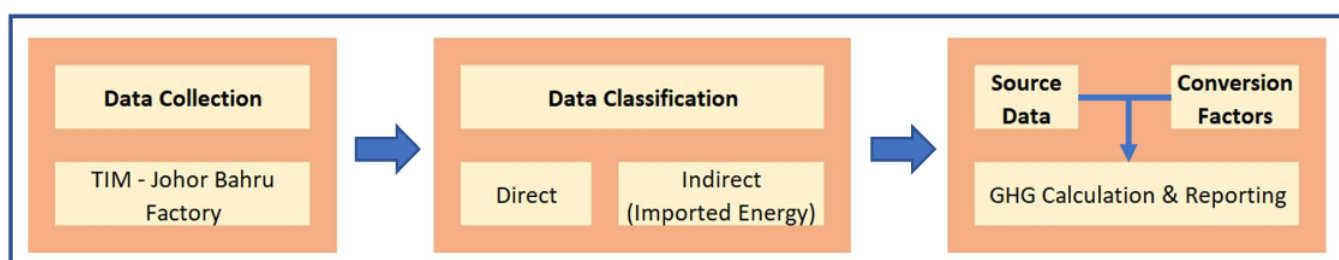 Data Collection
TIM - Johor Bahru
Factory
Data Classification
Direct
Indirect
(Imported Energy)
Source
Data
Conversion
Factors
GHG Calculation & Reporting